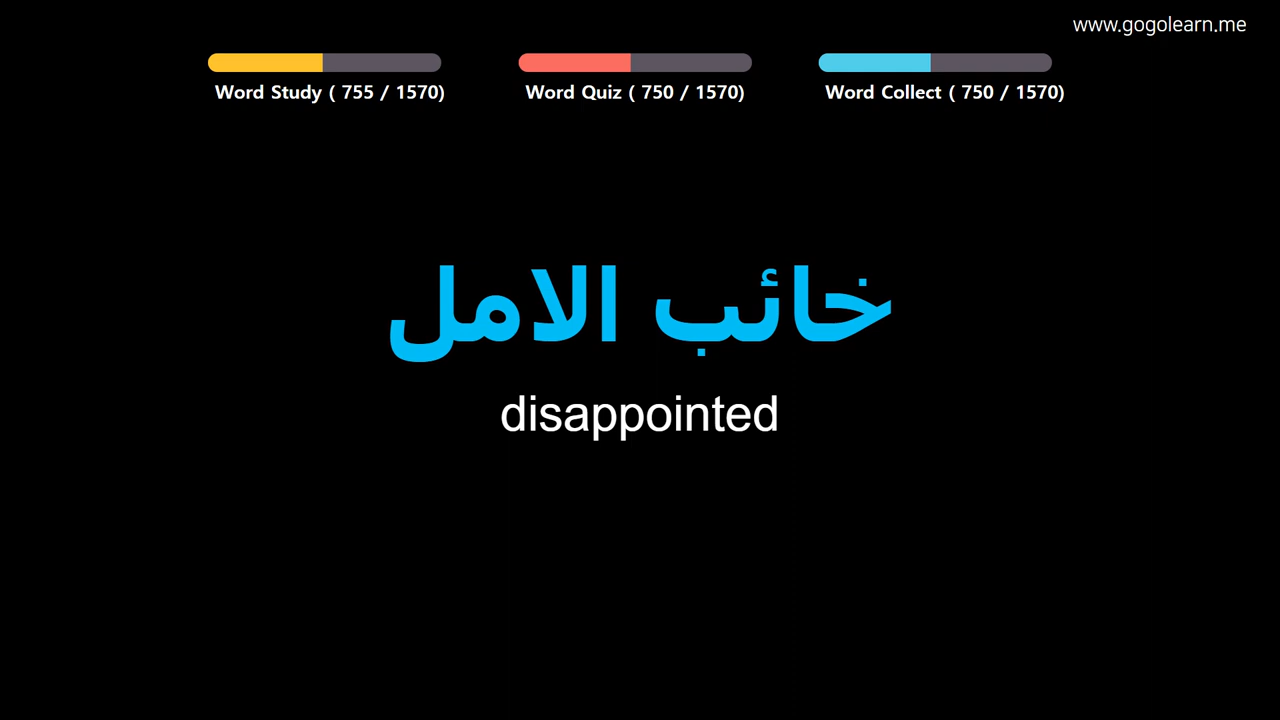 www.gogolearn.me
Word Study ( 755 / 1570)
Word Quiz ( 750 / 1570)
Word Collect ( 750 / 1570)
خائب الامل
disappointed